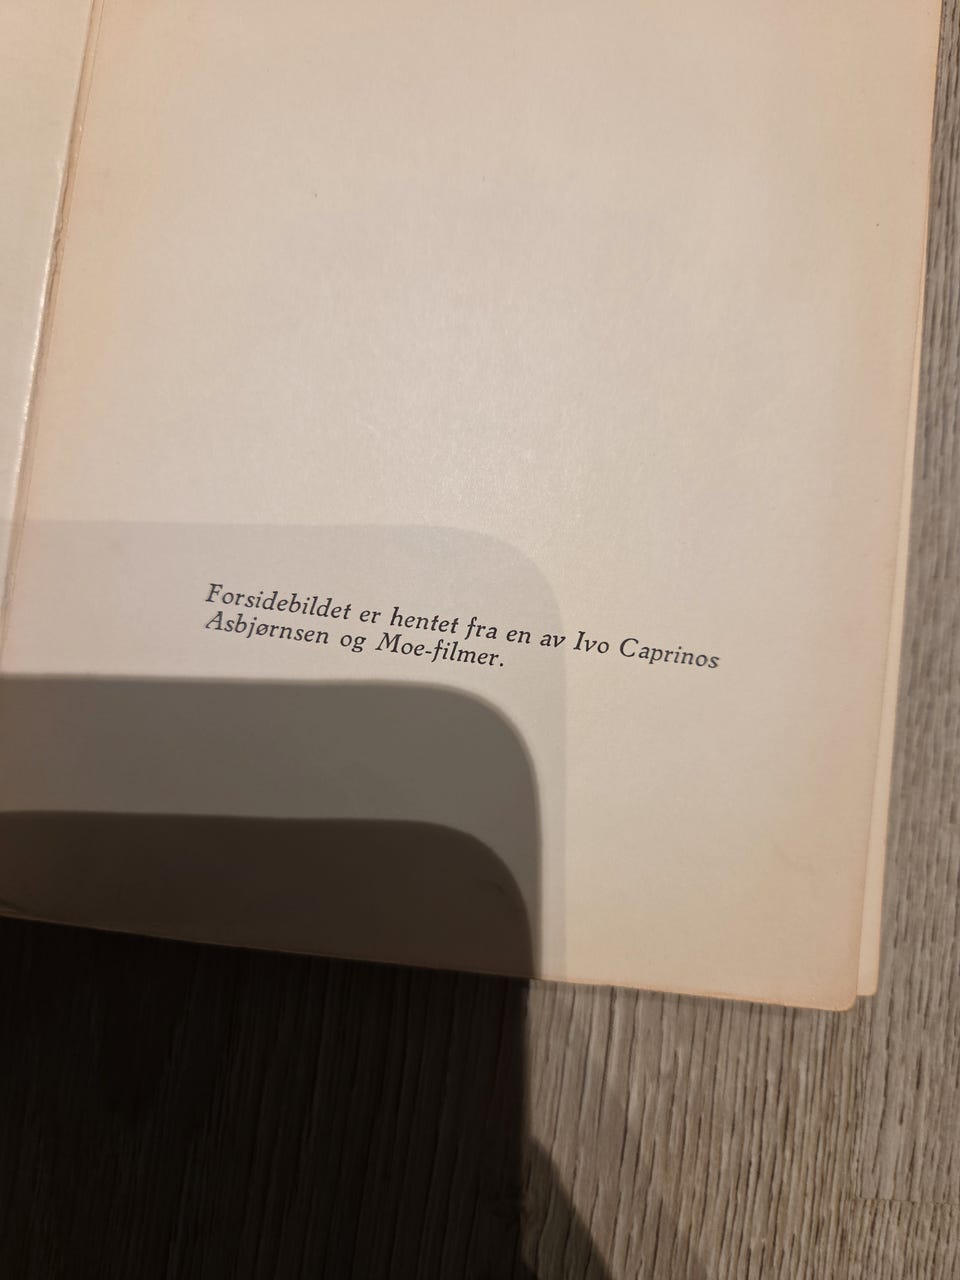 Forsidebildet er hentet fra en av Ivo Caprinos
Asbjørnsen og Moe-filmer.